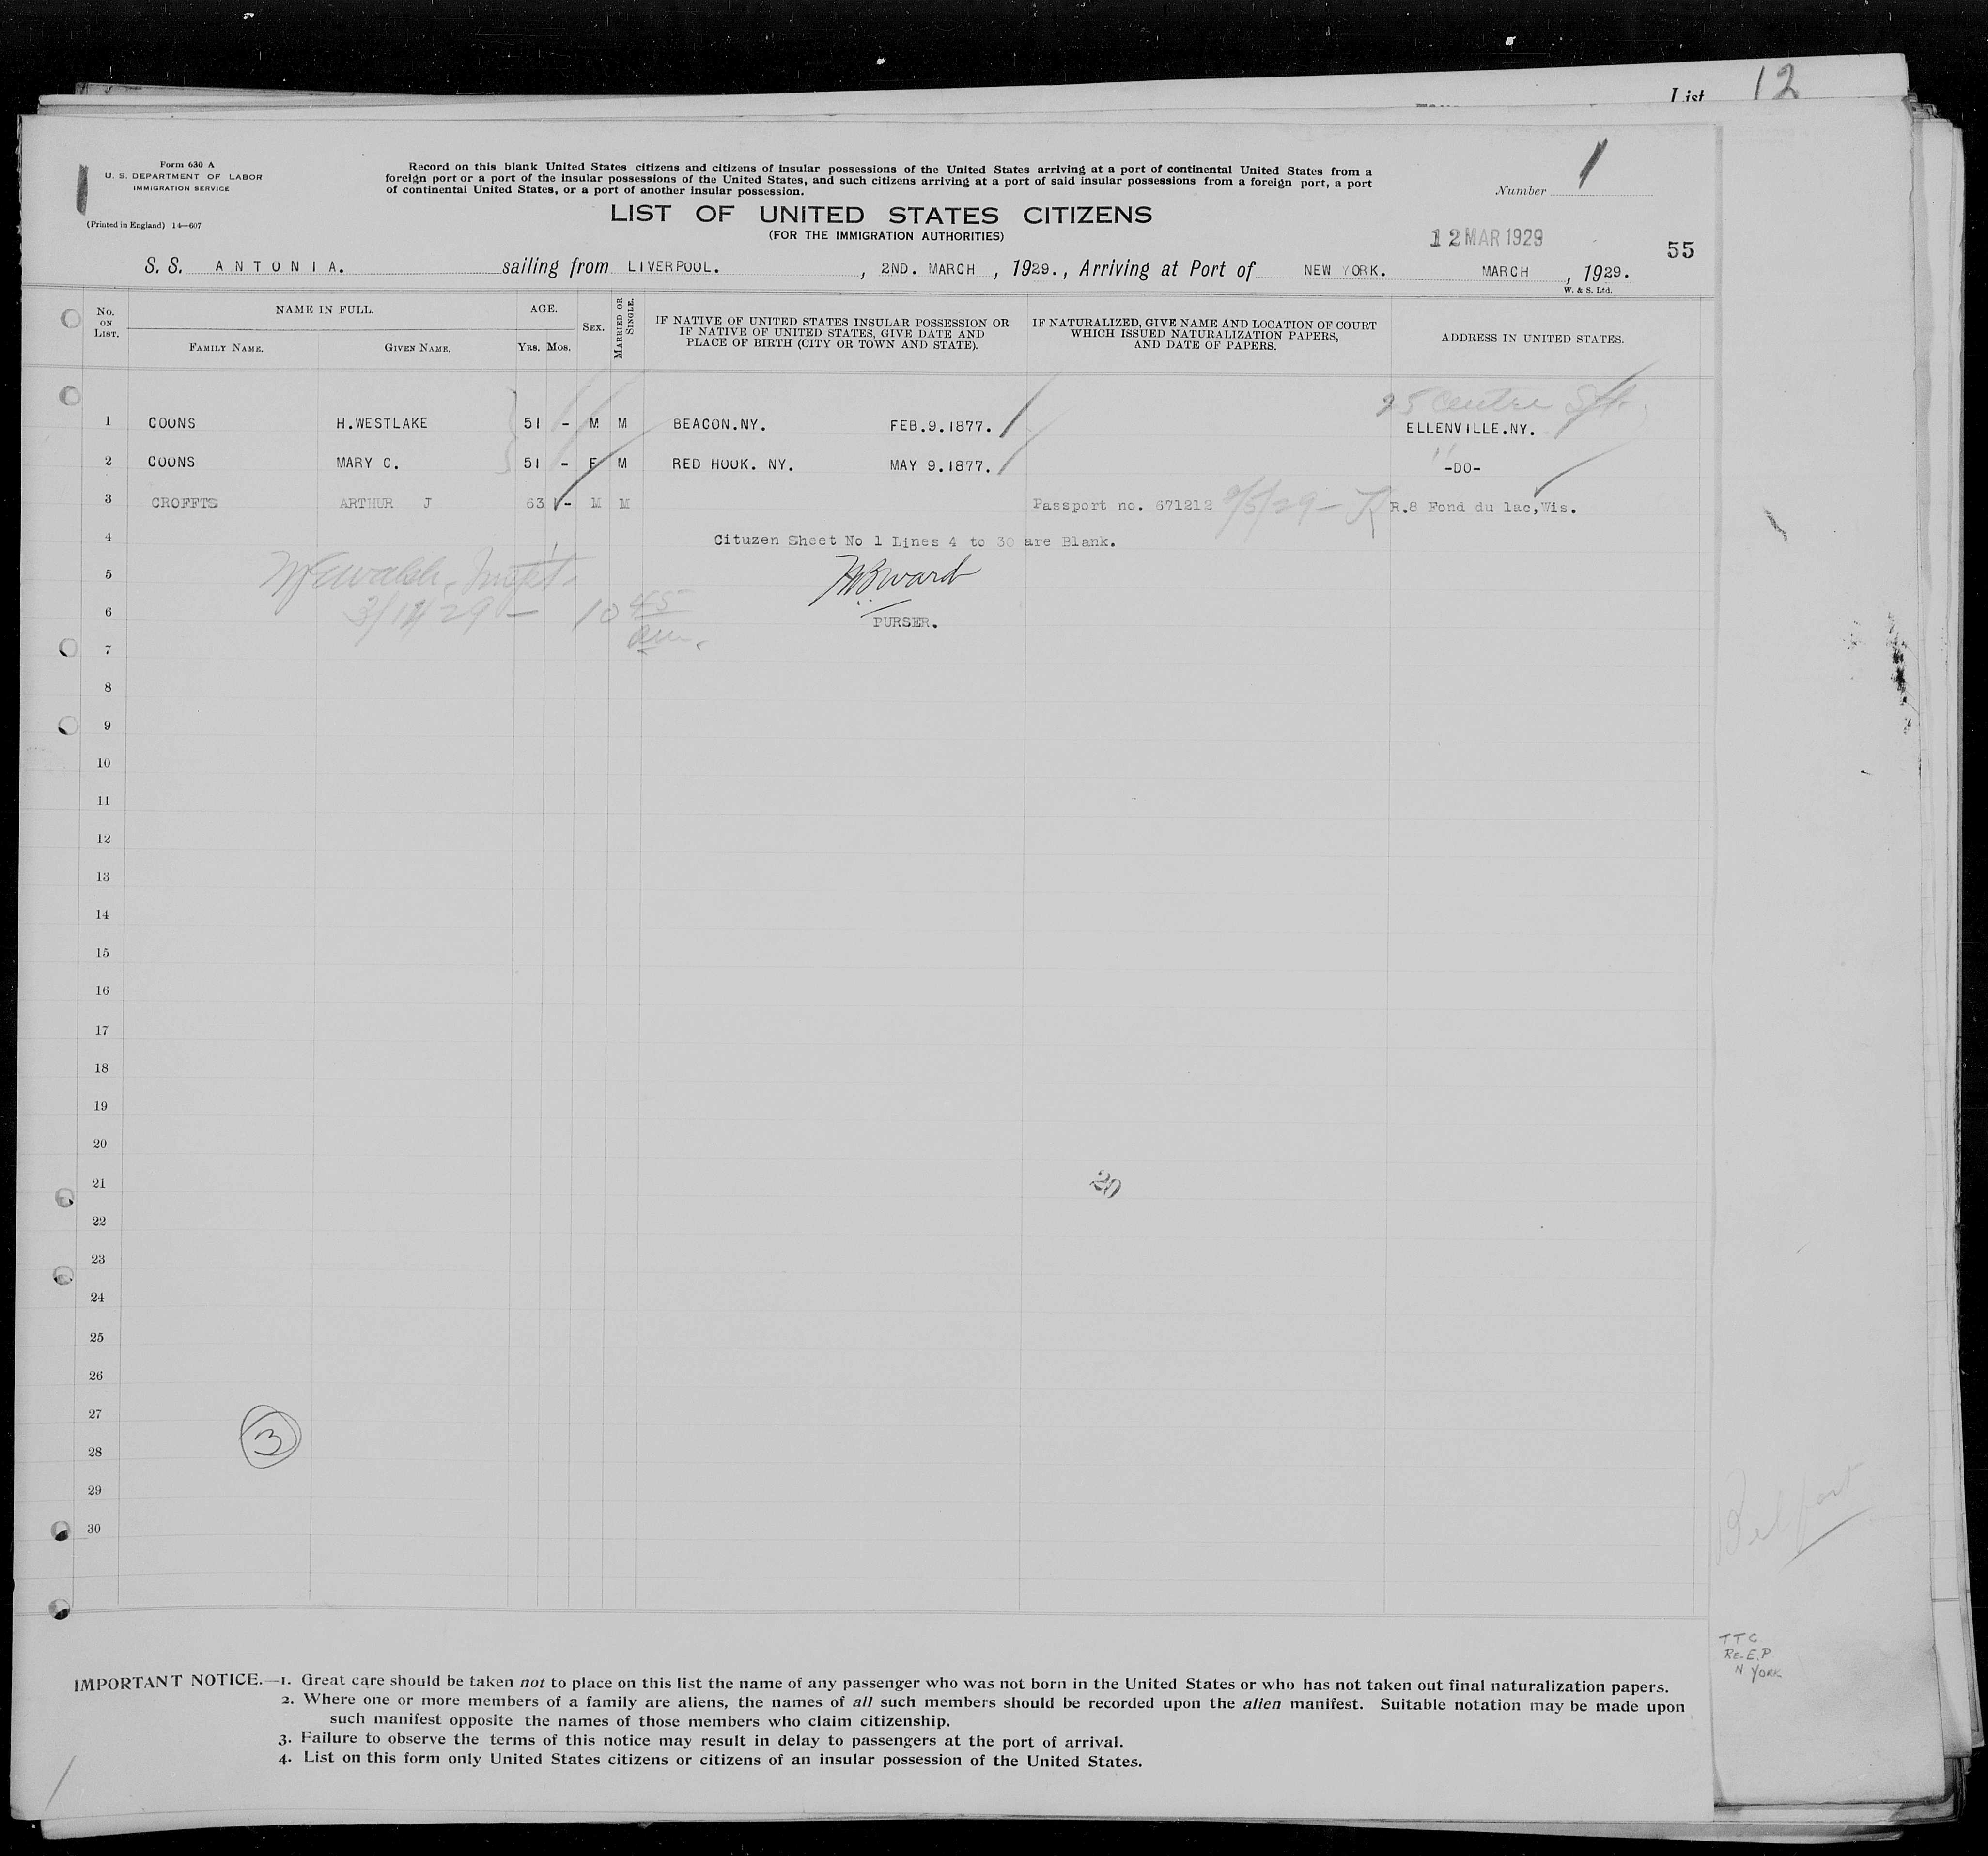 List 12
Form 630 A
U. S. DEPARTMENT OF LABOR
IMMIGRATION SERVICE
(Printed in England) 14—607
Record on this blank United States citizens and citizens of insular possessions of the United States arriving at a port of continental United States from a
foreign port or a port of the insular possessions of the United States, and such citizens arriving at a port of said insular possessions from a foreign port, a port
of continental United States, or a port of another insular possession.
Number 1
LIST OF UNITED STATES CITIZENS
(FOR THE IMMIGRATION AUTHORITIES)
12 MAR 1929
55
S. S. ANTONIA. sailing from LIVERPOOL. , 2ND. MARCH , 1929. , Arriving at Port of NEW YORK. MARCH , 1929.
W. & S. Ltd.
No. ON LIST. NAME IN FULL. FAMILY NAME. GIVEN NAME. AGE. YRS. MOS. SEX. MARRIED OR SINGLE. IF NATIVE OF UNITED STATES INSULAR POSSESSION OR IF NATIVE OF UNITED STATES, GIVE DATE AND PLACE OF BIRTH (CITY OR TOWN AND STATE). IF NATURALIZED, GIVE NAME AND LOCATION OF COURT WHICH ISSUED NATURALIZATION PAPERS, AND DATE OF PAPERS. ADDRESS IN UNITED STATES.
25 Centre St.
1 COONS H.WESTLAKE 51 - M M BEACON.NY. FEB.9.1877. ELLENVILLE.NY.
2 COONS MARY C. 51 - F M RED HOOK. NY. MAY 9.1877. -DO-
3 CROFFTS ARTHUR J 63 - M M Passport no. 671212 R.8 Fond du lac,Wis.
4 Cituzen Sheet No 1 Lines 4 to 30 are Blank.
5
6 10 45 am.
PURSER.
7
8
9
10
11
12
13
14
15
16
17
18
19
20
21
20
22
23
24
25
26
27
3
28
29
30
Belfast
TTC
RE. E.P
N YORK
IMPORTANT NOTICE.—1. Great care should be taken not to place on this list the name of any passenger who was not born in the United States or who has not taken out final naturalization papers.
2. Where one or more members of a family are aliens, the names of all such members should be recorded upon the alien manifest. Suitable notation may be made upon
such manifest opposite the names of those members who claim citizenship.
3. Failure to observe the terms of this notice may result in delay to passengers at the port of arrival.
4. List on this form only United States citizens or citizens of an insular possession of the United States.